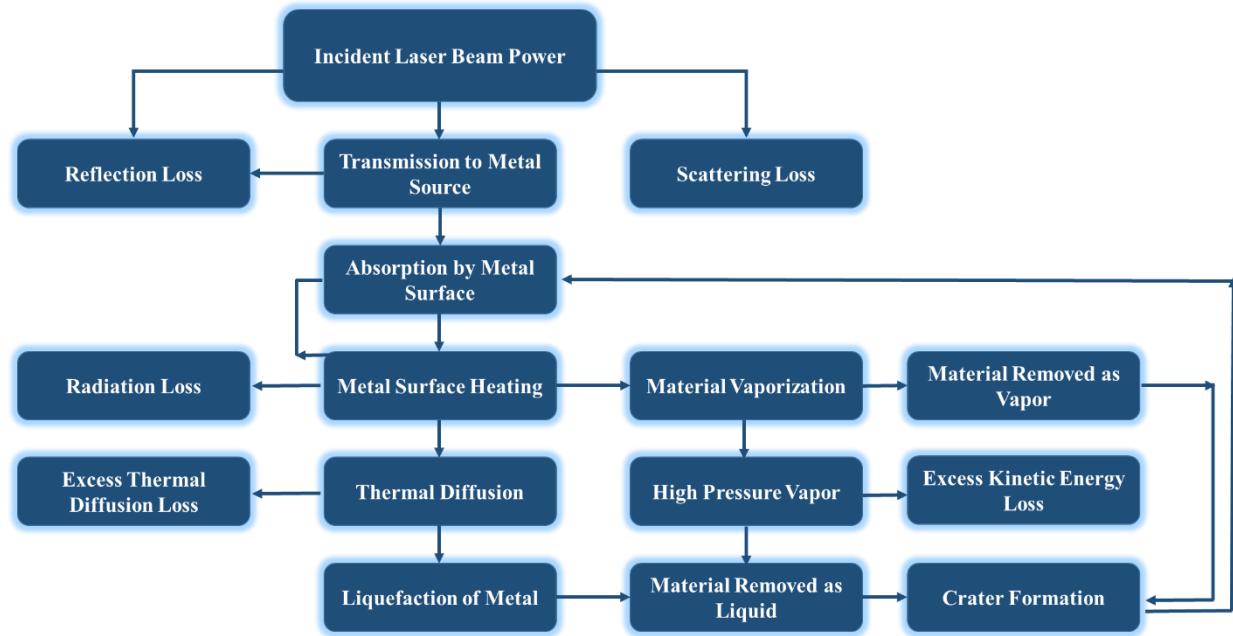 Incident Laser Beam Power
Reflection Loss
Transmission to Metal
Source
Scattering Loss
Absorption by Metal
Surface
Radiation Loss
Metal Surface Heating
Material Vaporization
Material Removed as
Vapor
Excess Thermal
Diffusion Loss
Thermal Diffusion
High Pressure Vapor
Excess Kinetic Energy
Loss
Liquefaction of Metal
Material Removed as
Liquid
Crater Formation